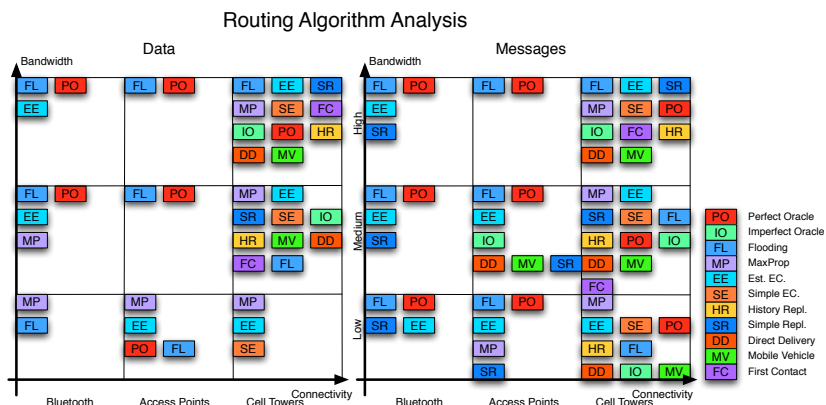 Routing Algorithm Analysis
Data
Messages
Bandwidth
FL PO
FL PO
FL EE SR
EE
MP SE FC
IO PO HR
DD MV
FL PO
FL PO
MP EE
EE
SR SE IO
MP
HR MV DD
FC FL
MP
MP
MP
FL
EE
EE
PO FL
SE
Connectivity
Bluetooth
Access Points
Cell Towers
High
Medium
Low
Bandwidth
FL PO
FL PO
FL EE SR
EE
MP SE PO
SR
IO FC HR
DD MV
FL PO
FL PO
MP EE
EE
EE
SR SE FL
SR
IO
HR PO IO
DD MV SR
DD MV
FC
FL PO
FL PO
MP
SR EE
EE
EE SE PO
MP
HR FL
SR
DD IO MV
Connectivity
Bluetooth
Access Points
Cell Towers
PO Perfect Oracle
IO Imperfect Oracle
FL Flooding
MP MaxProp
EE Est. EC.
SE Simple EC.
HR History Repl.
SR Simple Repl.
DD Direct Delivery
MV Mobile Vehicle
FC First Contact